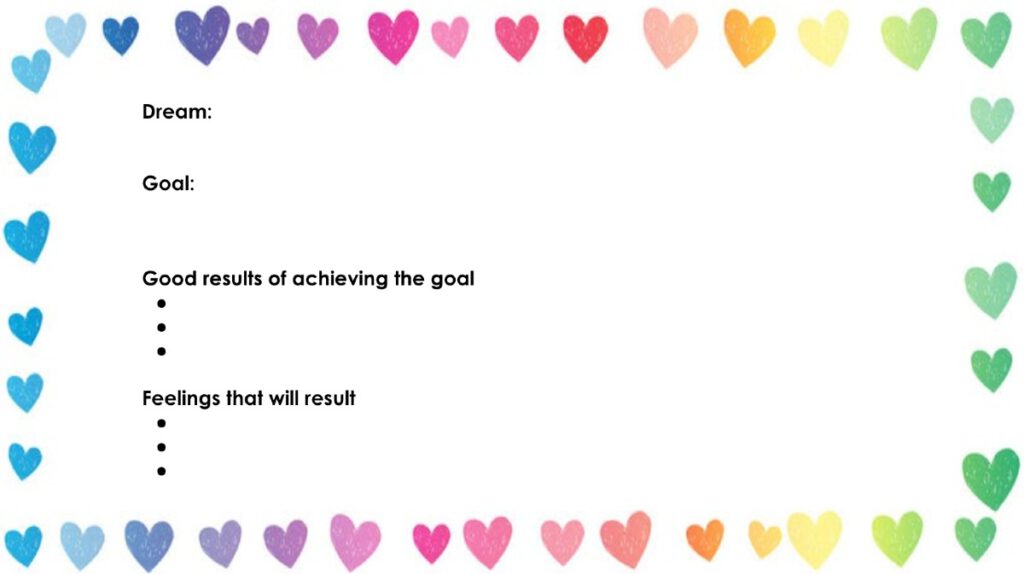 Dream:
Goal:
Good results of achieving the goal
•
•
•
Feelings that will result
•
•
•